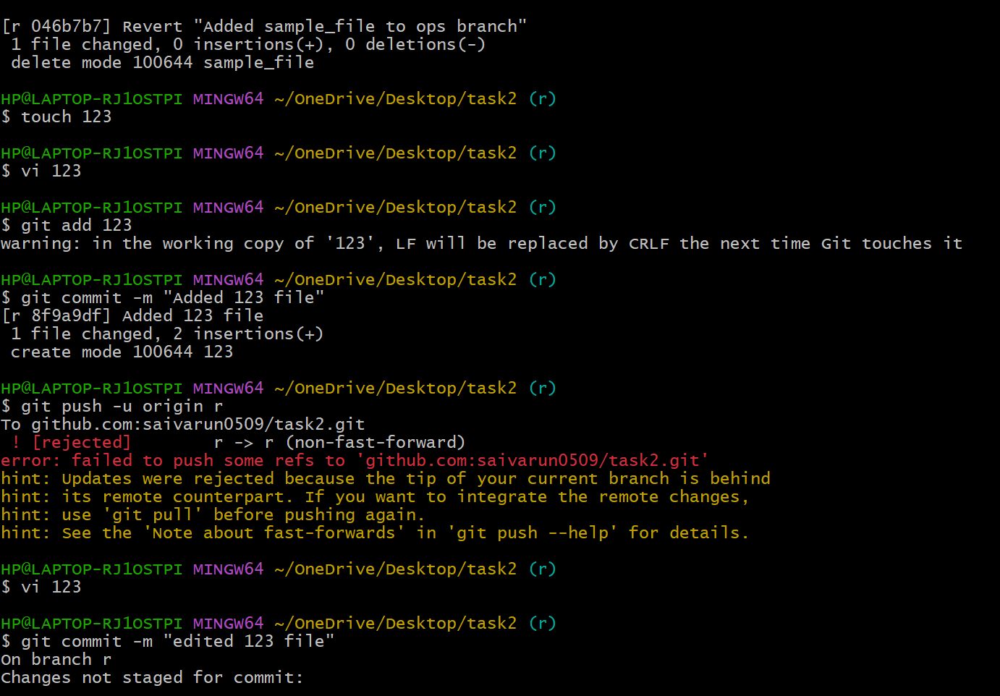 [r 046b7b7] Revert "Added sample_file to ops branch"
 1 file changed, 0 insertions(+), 0 deletions(-)
 delete mode 100644 sample_file

HP@LAPTOP-RJ1OSTPI MINGW64 ~/OneDrive/Desktop/task2 (r)
$ touch 123

HP@LAPTOP-RJ1OSTPI MINGW64 ~/OneDrive/Desktop/task2 (r)
$ vi 123

HP@LAPTOP-RJ1OSTPI MINGW64 ~/OneDrive/Desktop/task2 (r)
$ git add 123
warning: in the working copy of '123', LF will be replaced by CRLF the next time Git touches it

HP@LAPTOP-RJ1OSTPI MINGW64 ~/OneDrive/Desktop/task2 (r)
$ git commit -m "Added 123 file"
[r 8f9a9df] Added 123 file
 1 file changed, 2 insertions(+)
 create mode 100644 123

HP@LAPTOP-RJ1OSTPI MINGW64 ~/OneDrive/Desktop/task2 (r)
$ git push -u origin r
To github.com:saivarun0509/task2.git
 ! [rejected]        r -> r (non-fast-forward)
error: failed to push some refs to 'github.com:saivarun0509/task2.git'
hint: Updates were rejected because the tip of your current branch is behind
hint: its remote counterpart. If you want to integrate the remote changes,
hint: use 'git pull' before pushing again.
hint: See the 'Note about fast-forwards' in 'git push --help' for details.

HP@LAPTOP-RJ1OSTPI MINGW64 ~/OneDrive/Desktop/task2 (r)
$ vi 123

HP@LAPTOP-RJ1OSTPI MINGW64 ~/OneDrive/Desktop/task2 (r)
$ git commit -m "edited 123 file"
On branch r
Changes not staged for commit: